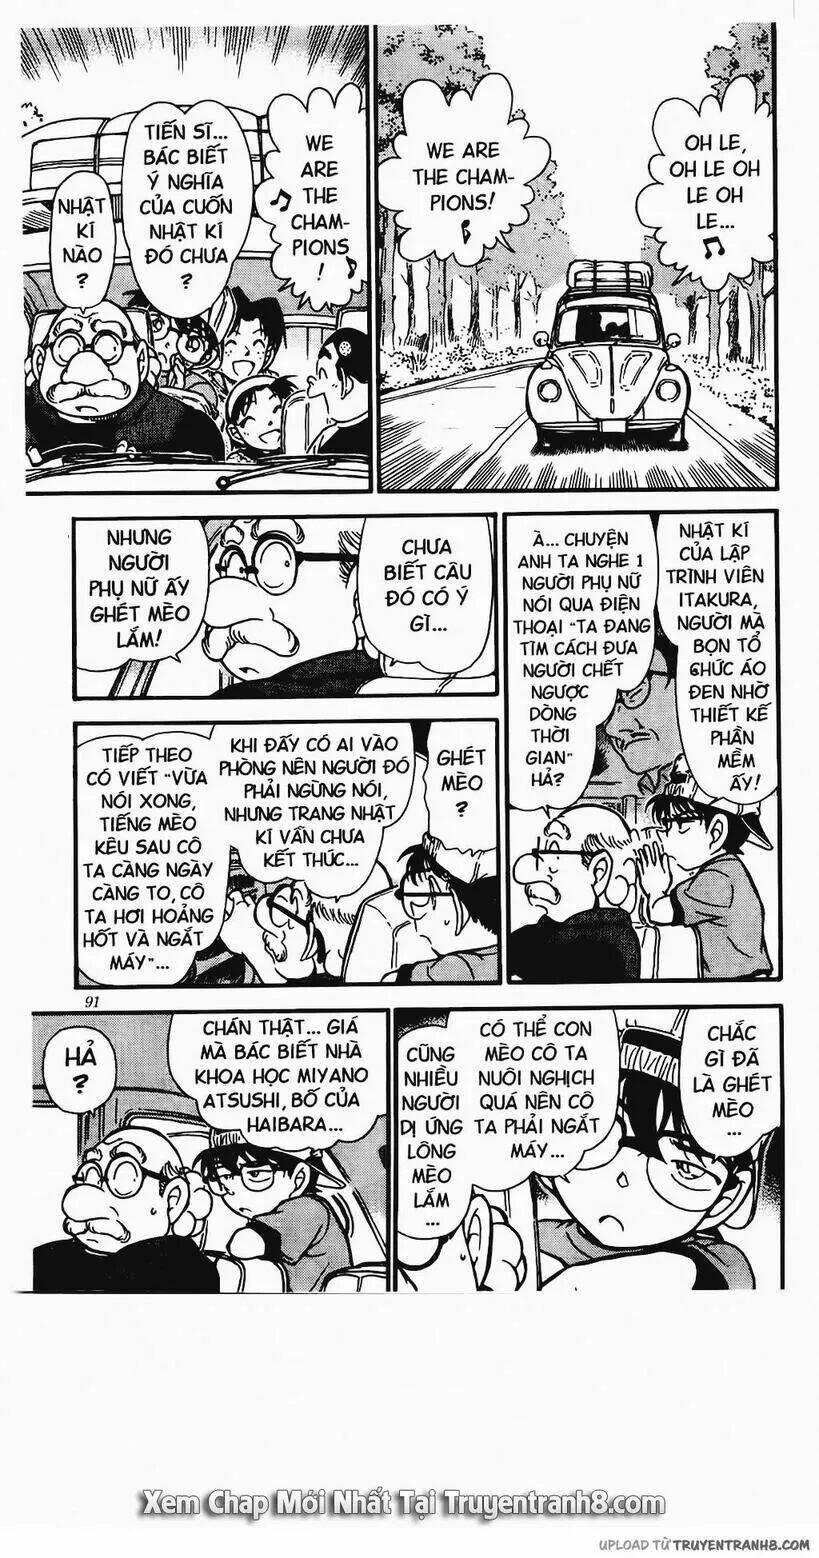 OH LE,
OH LE OH
LE OH
LE...
WE ARE
THE CHAM-
PIONS!
WE
ARE
THE
CHAM-
PIONS
!
TIẾN SĨ...
BÁC BIẾT
Ý NGHĨA
CỦA CUỐN
NHẬT KÍ
ĐÓ CHƯA
?
NHẬT
KÍ
NÀO
?
NHẬT KÍ
CỦA LẬP
TRÌNH VIÊN
ITAKURA,
NGƯỜI MÀ
BỌN TỔ
CHỨC ÁO
ĐEN NHỜ
THIẾT KẾ
PHẦN
MỀM
ẤY!
À... CHUYỆN
ANH TA NGHE 1
NGƯỜI PHỤ NỮ
NÓI QUA ĐIỆN
THOẠI "TA ĐANG
TÌM CÁCH ĐƯA
NGƯỜI CHẾT
NGƯỢC
DÒNG
THỜI
GIAN"
HẢ?
CHƯA
BIẾT CÂU
ĐÓ CÓ Ý
GÌ...
NHƯNG
NGƯỜI
PHỤ NỮ ẤY
GHÉT MÈO
LẮM!
GHÉT
MÈO
?
KHI ĐẤY CÓ AI VÀO
PHÒNG NÊN NGƯỜI ĐÓ
PHẢI NGỪNG NÓI,
NHƯNG TRANG NHẬT
KÍ VẪN CHƯA
KẾT THÚC...
TIẾP THEO
CÓ VIẾT "VỪA
NÓI XONG,
TIẾNG MÈO
KÊU SAU CÔ
TA CÀNG NGÀY
CÀNG TO, CÔ
TA HƠI HOẢNG
HỐT VÀ NGẮT
MÁY"...
91
CHẮC
GÌ ĐÃ
LÀ GHÉT
MÈO
...
CÓ THỂ CON
MÈO CÔ TA
NUÔI NGHỊCH
QUÁ NÊN CÔ
TA PHẢI NGẮT
MÁY...
CŨNG
NHIỀU
NGƯỜI
DỊ ỨNG
LÔNG
MÈO
LẮM
...
CHÁN THẬT... GIÁ
MÀ BÁC BIẾT NHÀ
KHOA HỌC MIYANO
ATSUSHI, BỐ CỦA
HAIBARA...
HẢ
?
Xem Chap Mới Nhất Tại Truyentranh8.com
UPLOAD TỪ TRUYENTRANH8.COM